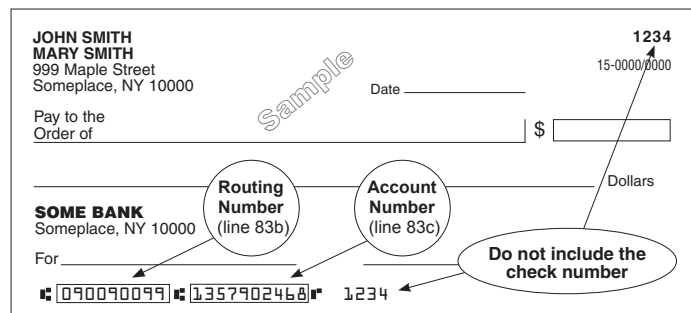 JOHN SMITH 1234
MARY SMITH
999 Maple Street 15-0000/0000
Someplace, NY 10000
Sample
Date
Pay to the
Order of $
Dollars
Routing
Number
(line 83b)
Account
Number
(line 83c)
SOME BANK
Someplace, NY 10000
For
Do not include the
check number
⑆ 090090099 ⑆ 1357902468 ⑈ 1234